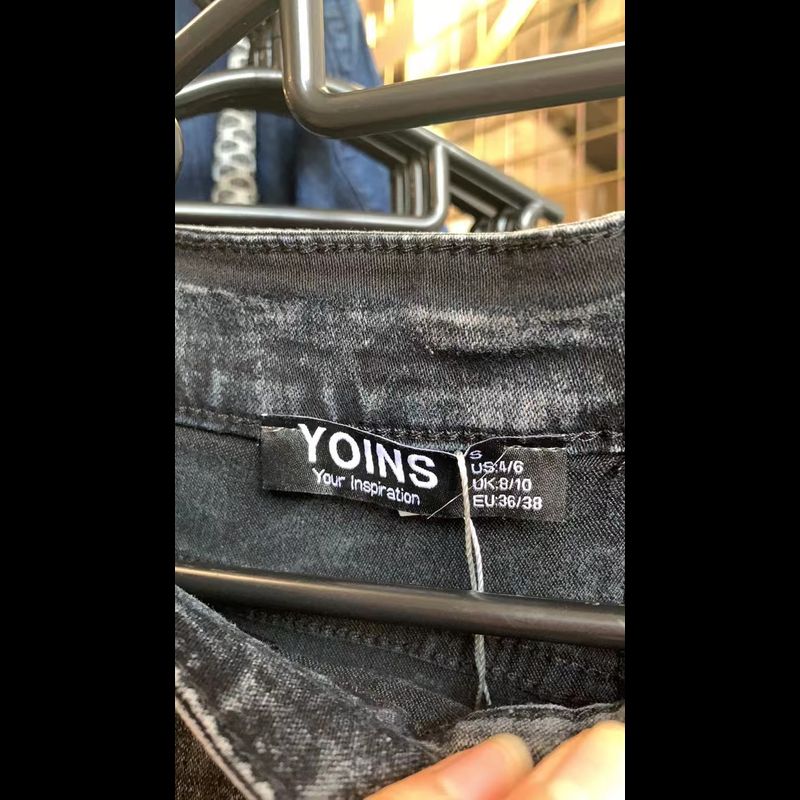 YOINS
Your Inspiration
S
US:4/6
UK:8/10
EU:36/38